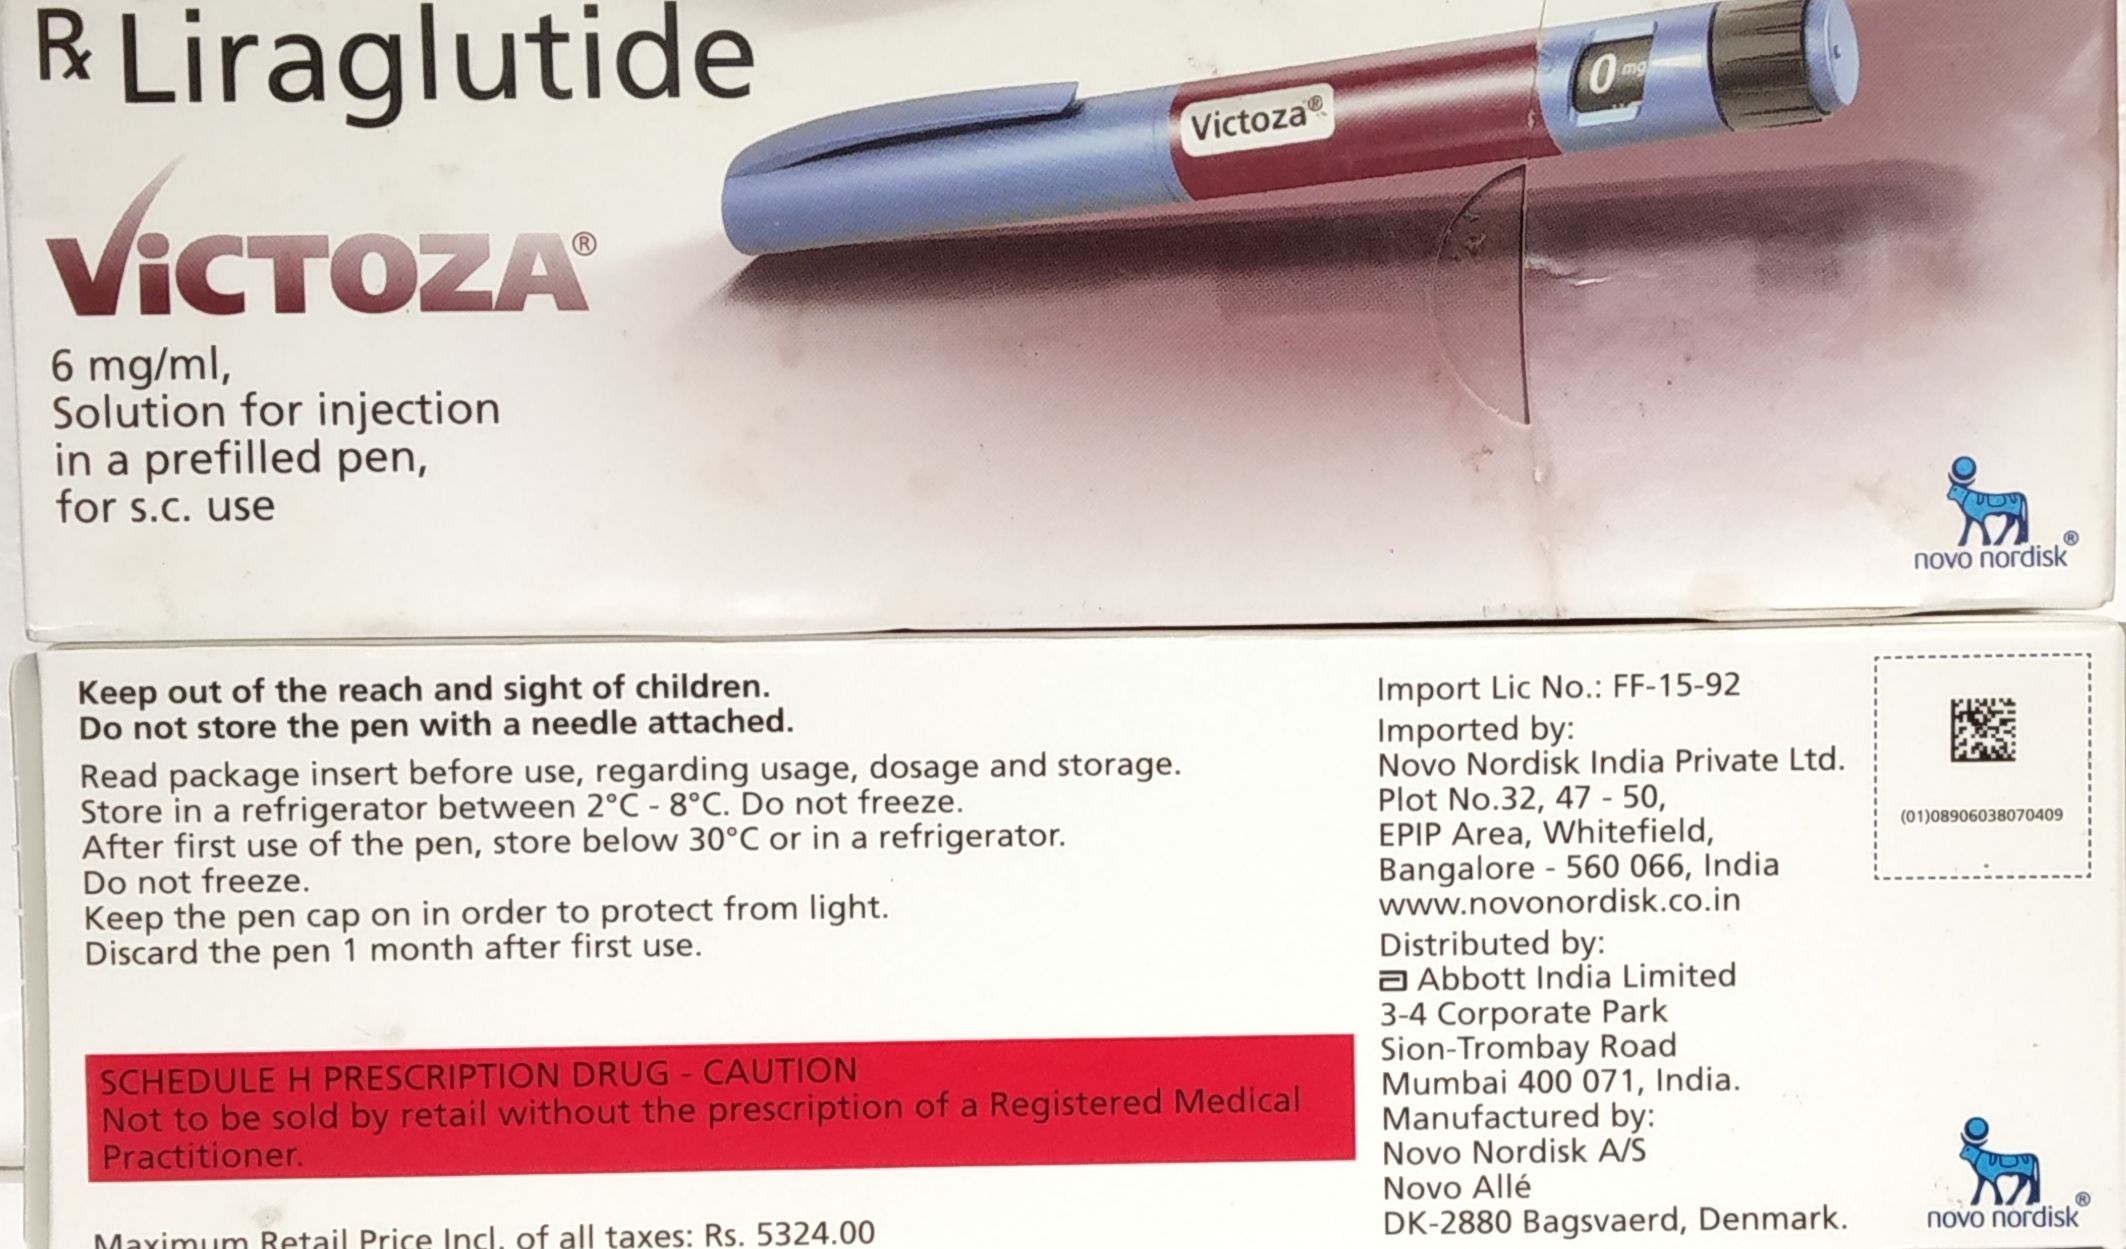 Rx Liraglutide
Victoza®
0 mg
ViCTOZA®
6 mg/ml,
Solution for injection
in a prefilled pen,
for s.c. use
novo nordisk®
Keep out of the reach and sight of children.
Do not store the pen with a needle attached.
Read package insert before use, regarding usage, dosage and storage.
Store in a refrigerator between 2°C - 8°C. Do not freeze.
After first use of the pen, store below 30°C or in a refrigerator.
Do not freeze.
Keep the pen cap on in order to protect from light.
Discard the pen 1 month after first use.
SCHEDULE H PRESCRIPTION DRUG - CAUTION
Not to be sold by retail without the prescription of a Registered Medical
Practitioner.
Maximum Retail Price Incl. of all taxes: Rs. 5324.00
Import Lic No.: FF-15-92
Imported by:
Novo Nordisk India Private Ltd.
Plot No.32, 47 - 50,
EPIP Area, Whitefield,
Bangalore - 560 066, India
www.novonordisk.co.in
Distributed by:
Abbott India Limited
3-4 Corporate Park
Sion-Trombay Road
Mumbai 400 071, India.
Manufactured by:
Novo Nordisk A/S
Novo Allé
DK-2880 Bagsvaerd, Denmark.
(01)08906038070409
novo nordisk®